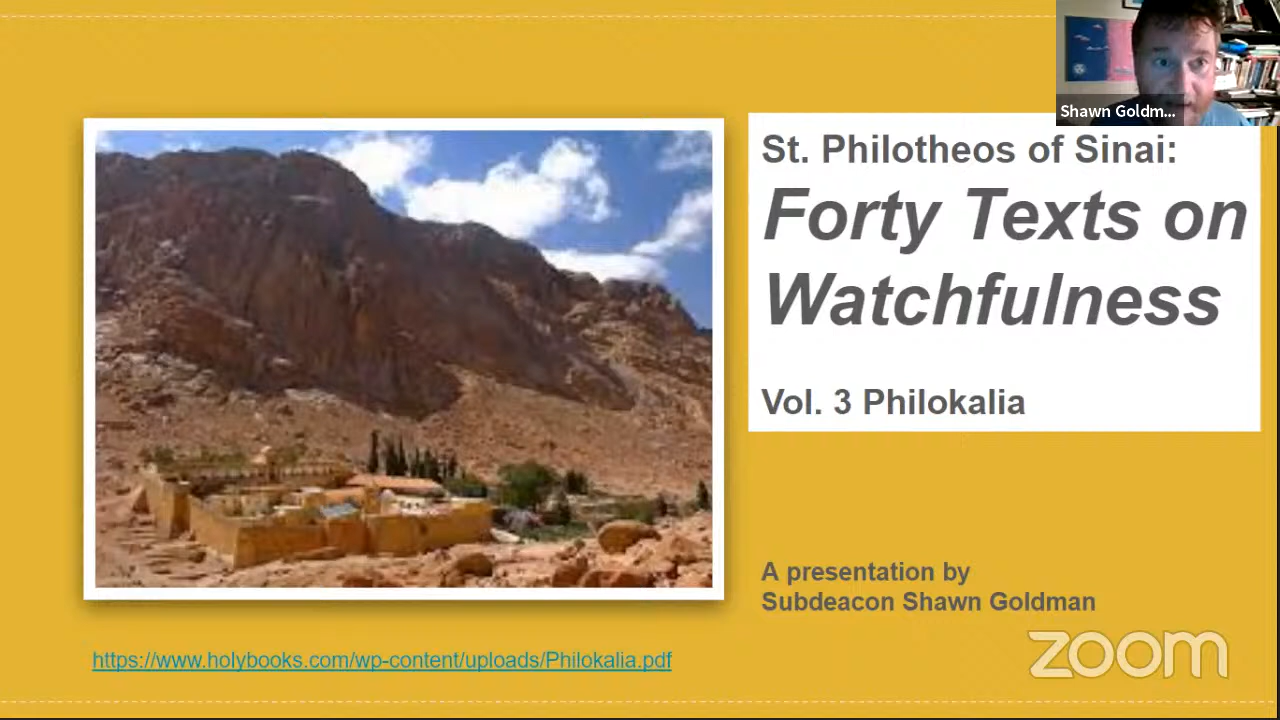 Shawn Goldm...
St. Philotheos of Sinai:
Forty Texts on
Watchfulness
Vol. 3 Philokalia
A presentation by
Subdeacon Shawn Goldman
https://www.holybooks.com/wp-content/uploads/Philokalia.pdf
zoom